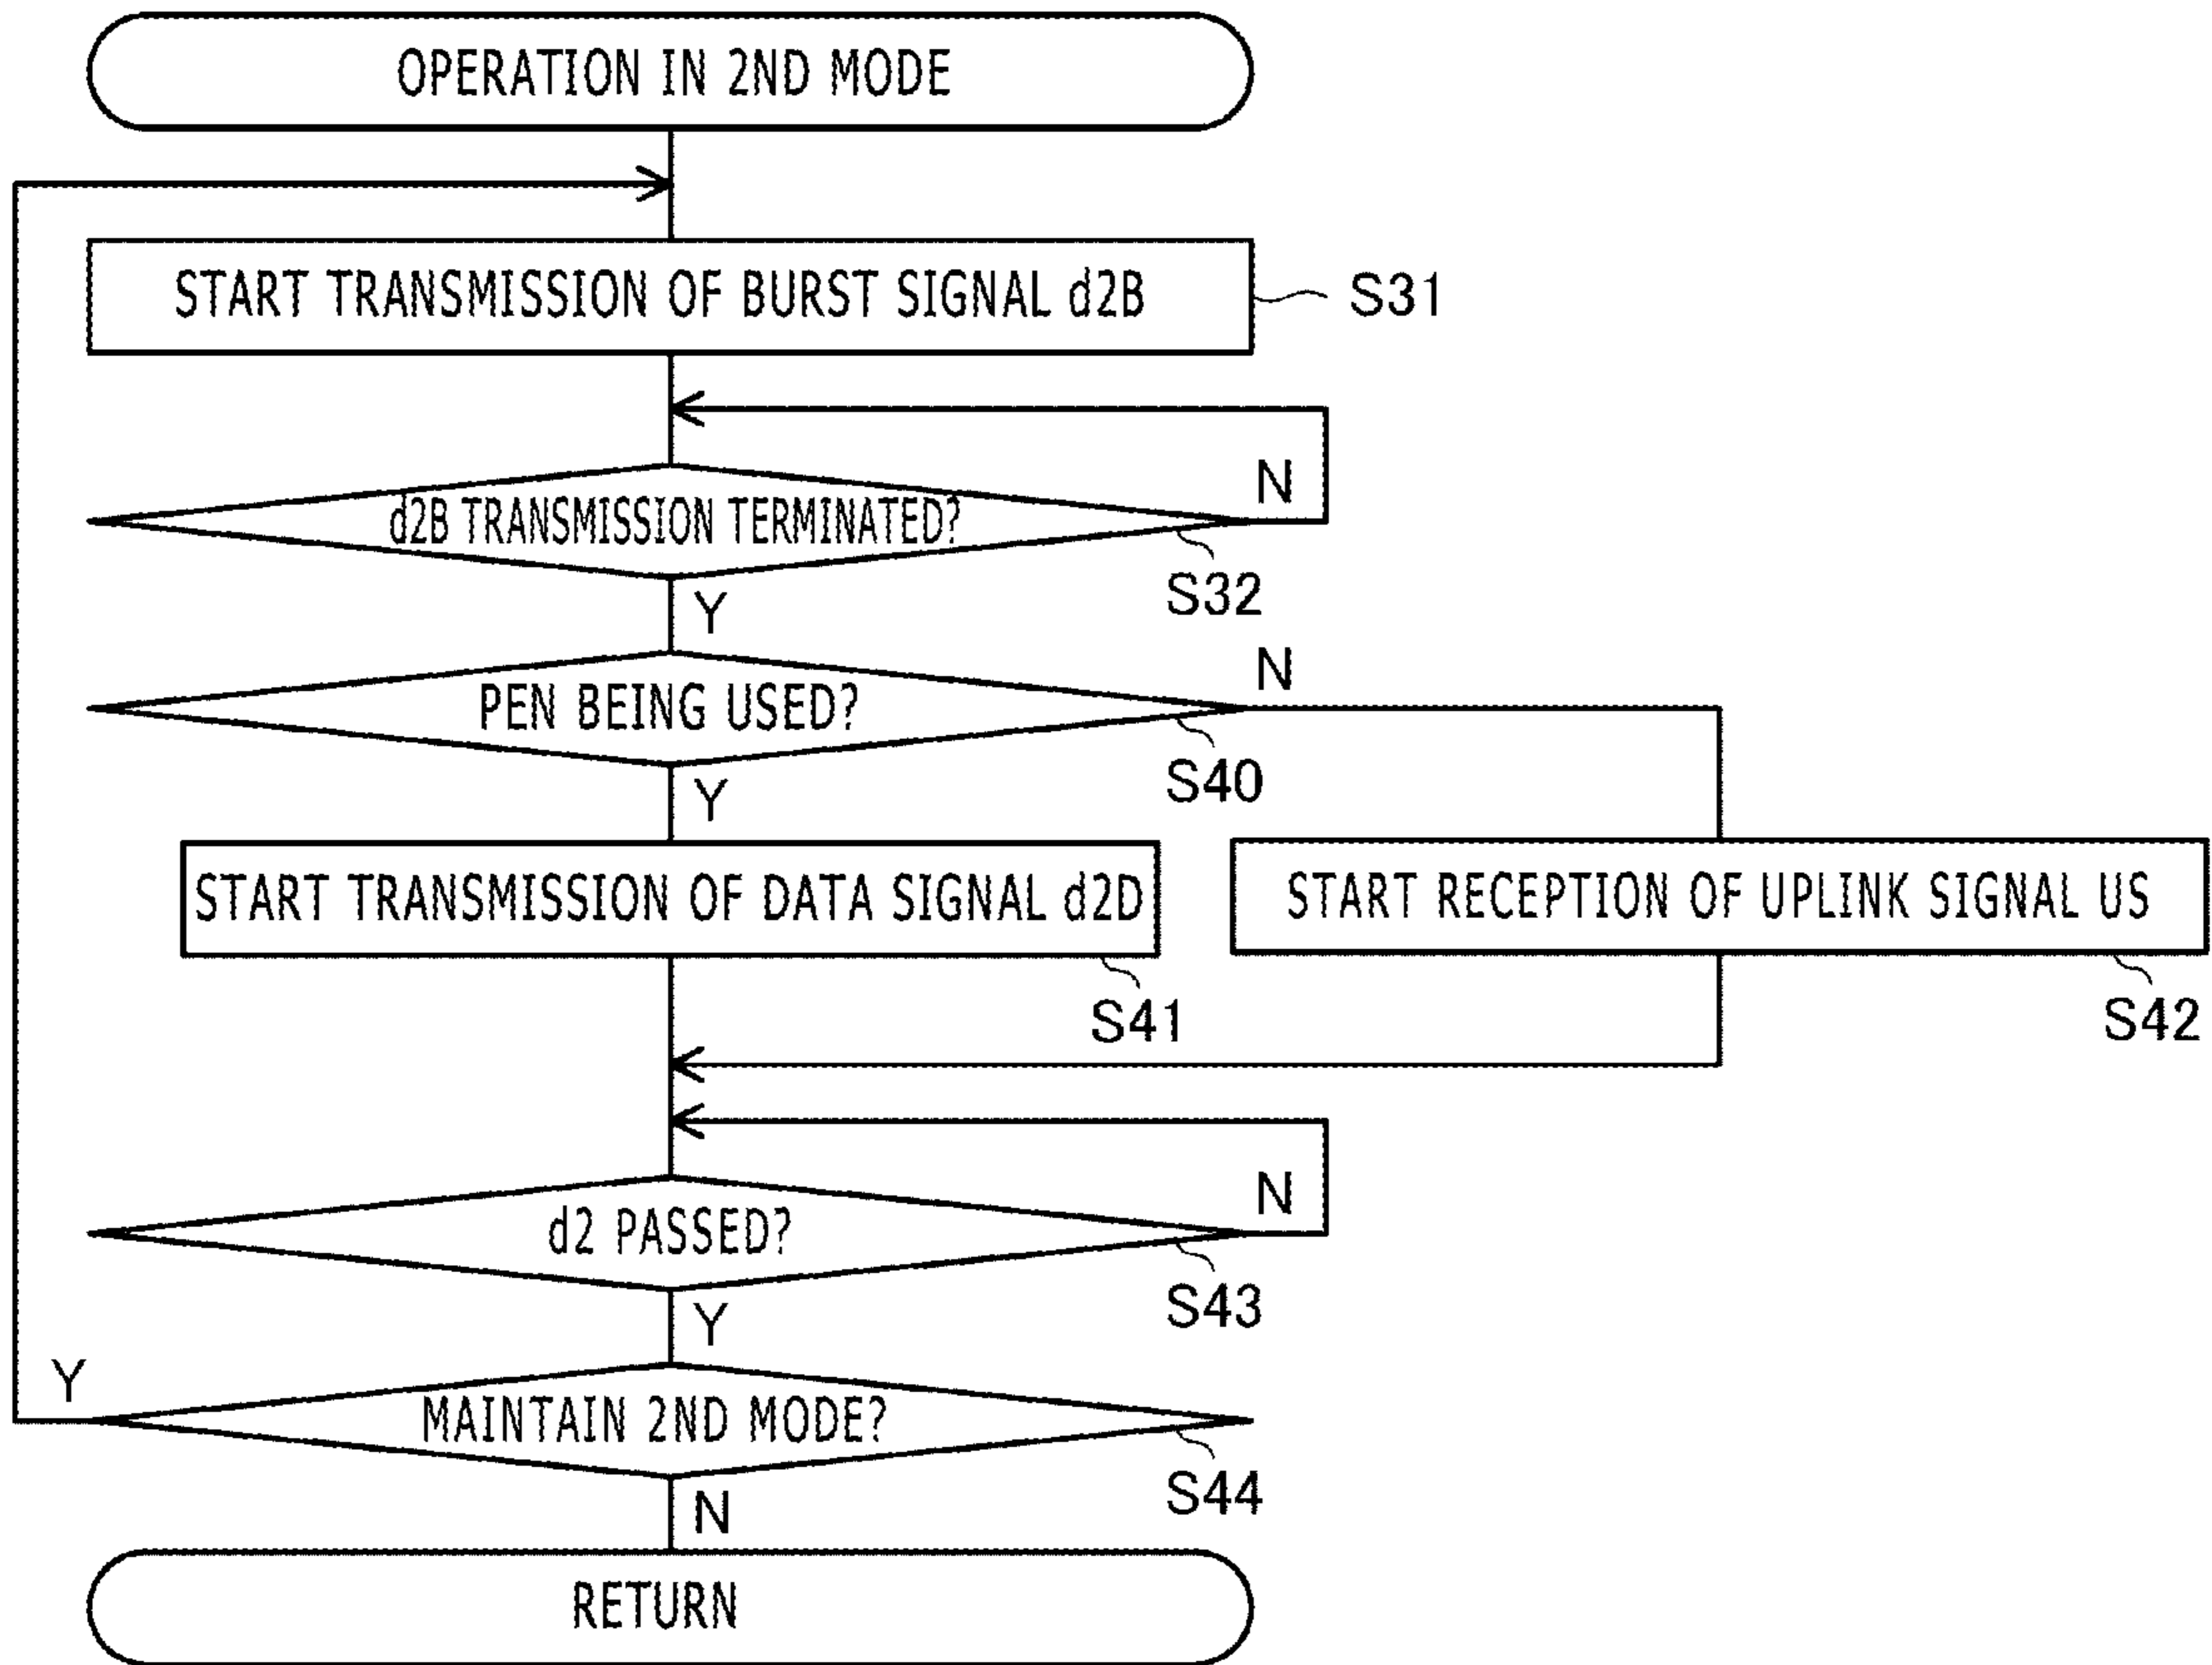 OPERATION IN 2ND MODE
START TRANSMISSION OF BURST SIGNAL d2B
S31
N
d2B TRANSMISSION TERMINATED?
S32
Y
N
PEN BEING USED?
S40
Y
START TRANSMISSION OF DATA SIGNAL d2D
START RECEPTION OF UPLINK SIGNAL US
S41
S42
N
d2 PASSED?
S43
Y
Y
MAINTAIN 2ND MODE?
S44
N
RETURN